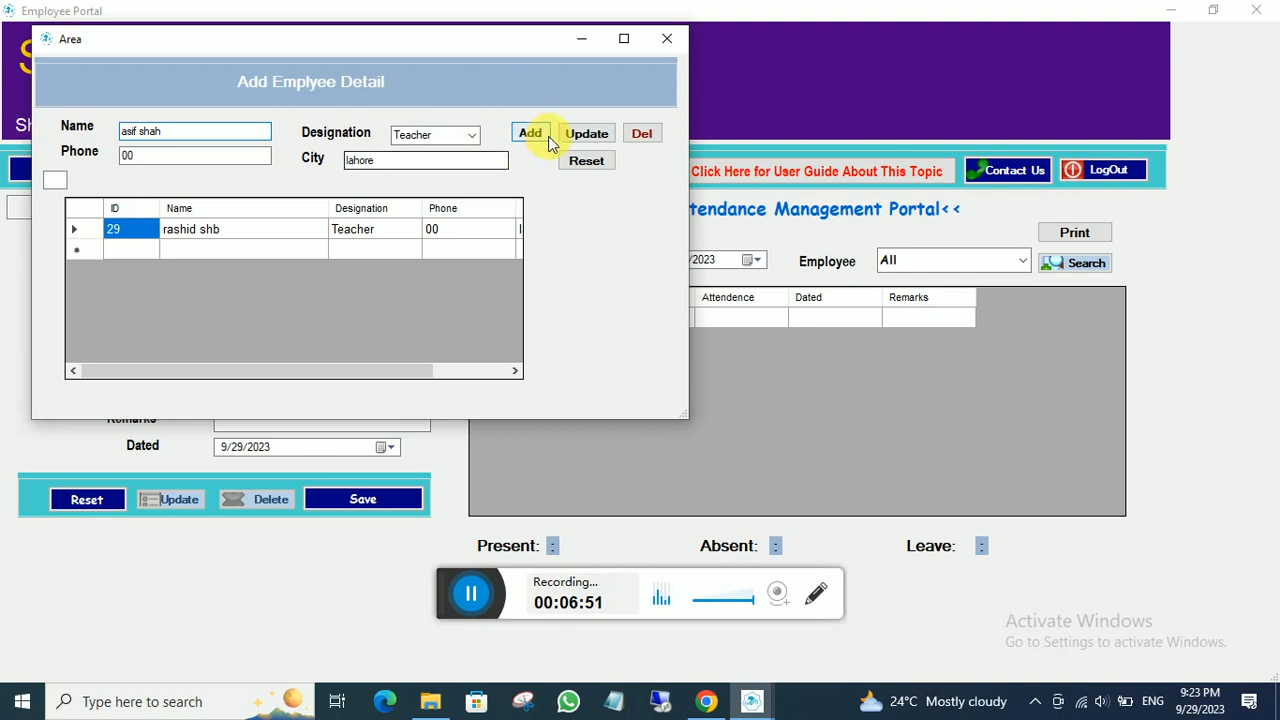 Employee Portal
Area
Add Emplyee Detail
Name asif shah Designation Teacher Add Update Del
Phone 00 City lahore Reset
ID Name Designation Phone
29 rashid shb Teacher 00
Click Here for User Guide About This Topic Contact Us LogOut
tendance Management Portal<<
Print
/2023 Employee All Search
Attendence Dated Remarks
Remarks
Dated 9/29/2023
Reset Update Delete Save
Present: : Absent: : Leave: :
Recording...
00:06:51
Activate Windows
Go to Settings to activate Windows.
Type here to search 24°C Mostly cloudy ENG 9:23 PM
9/29/2023